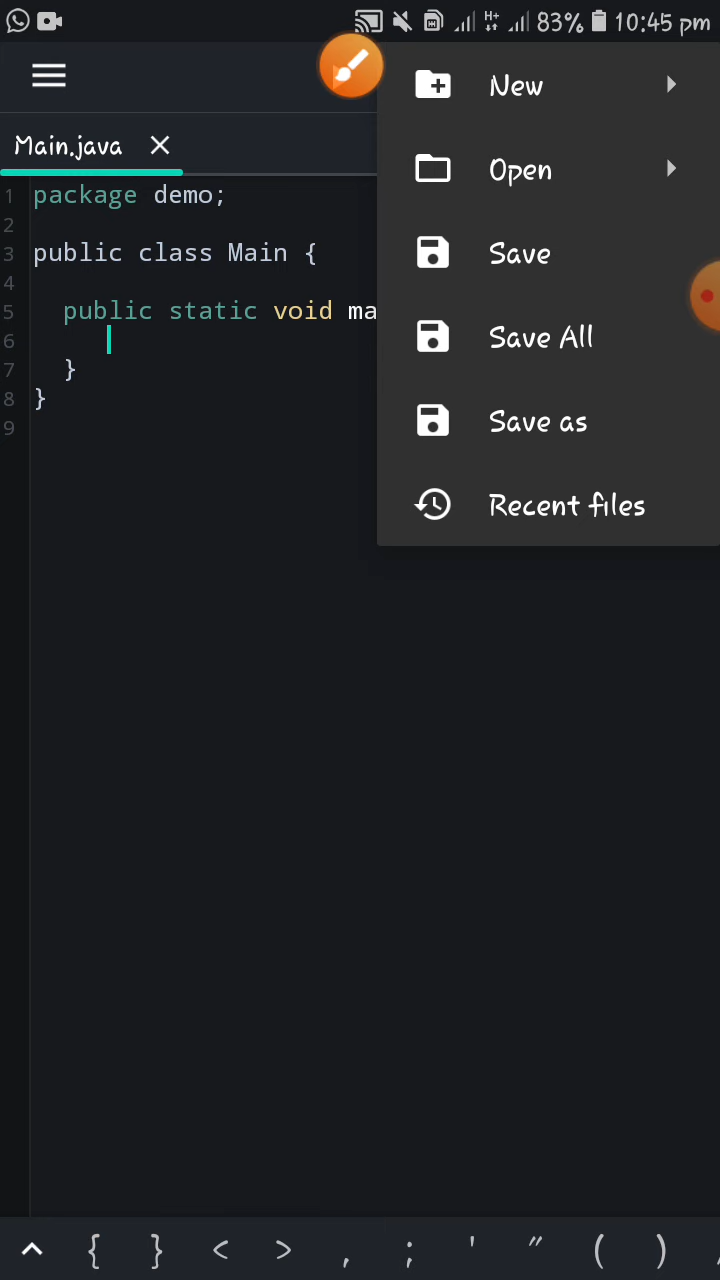 83% 10:45 pm
New
Open
Main.java
Save
Save All
Save as
Recent files
1 package demo;
2
3 public class Main {
4
5 public static void ma
6
7 }
8 }
9
{ } < > , ; ' " ( )